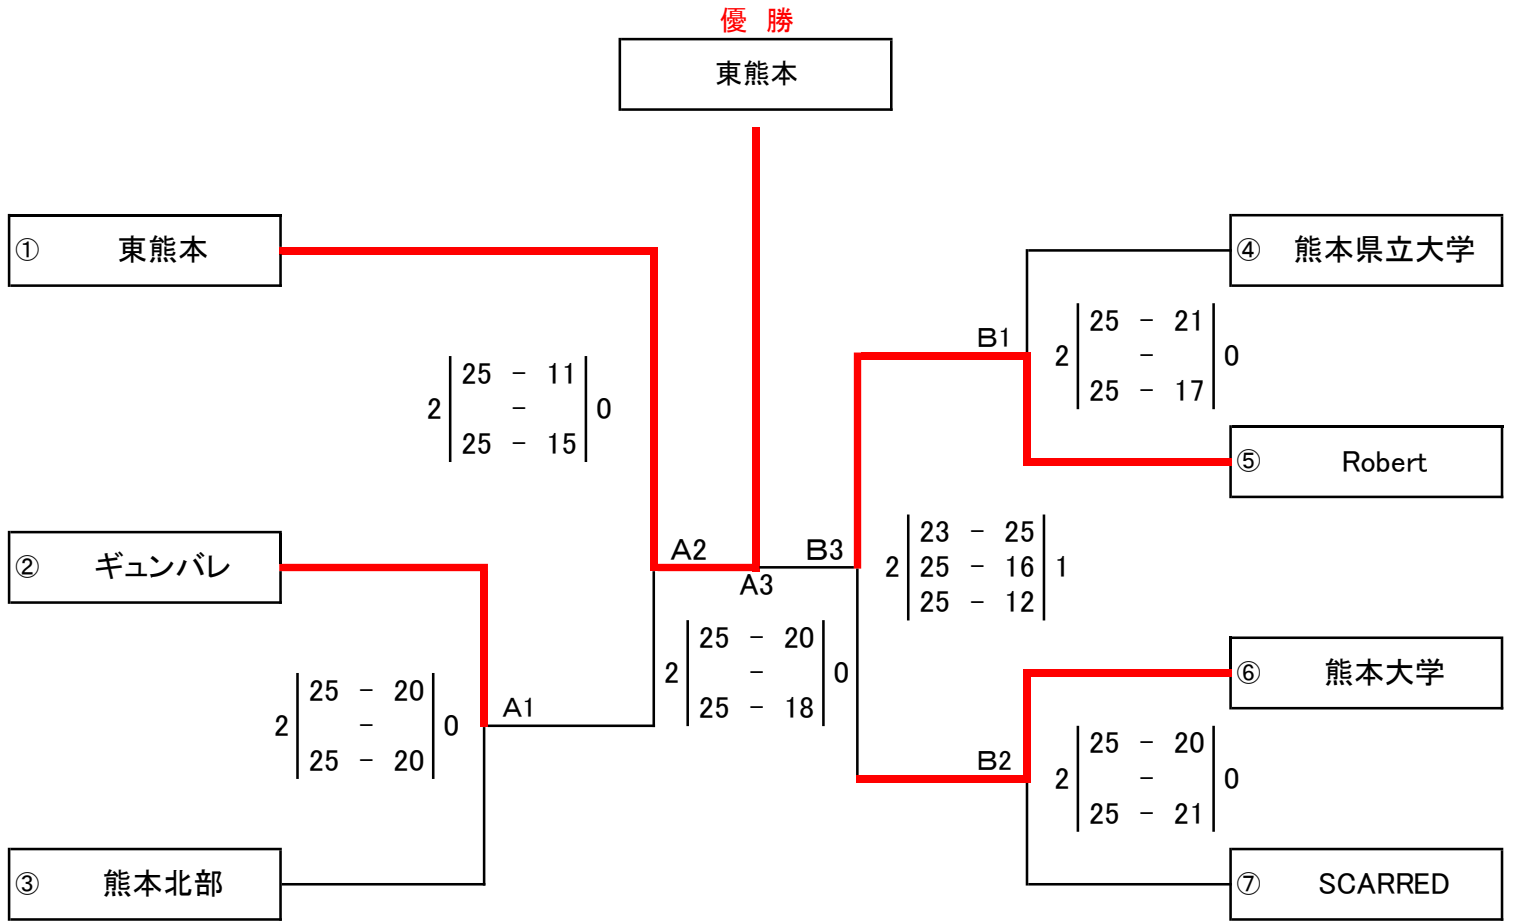 優 勝
東熊本
① 東熊本
④ 熊本県立大学
B1
2 25 - 21 0
-
25 - 17
2 25 - 11 0
-
25 - 15
⑤ Robert
② ギュンバレ
A2
B3
A3
2 23 - 25 1
25 - 16
25 - 12
2 25 - 20 0
-
25 - 18
⑥ 熊本大学
2 25 - 20 0
-
25 - 20
A1
B2
2 25 - 20 0
-
25 - 21
③ 熊本北部
⑦ SCARRED